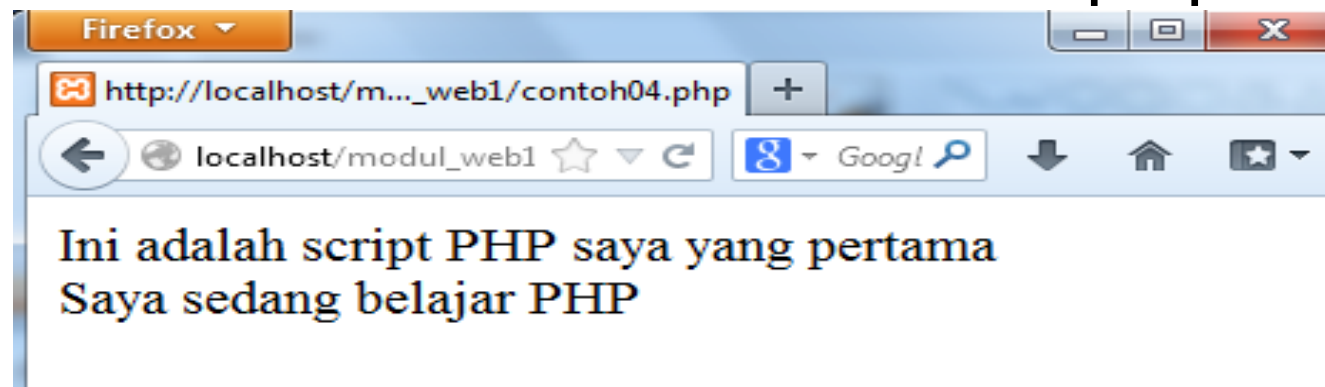 Firefox
http://localhost/m..._web1/contoh04.php
localhost/modul_web1
8 Googl
Ini adalah script PHP saya yang pertama
Saya sedang belajar PHP